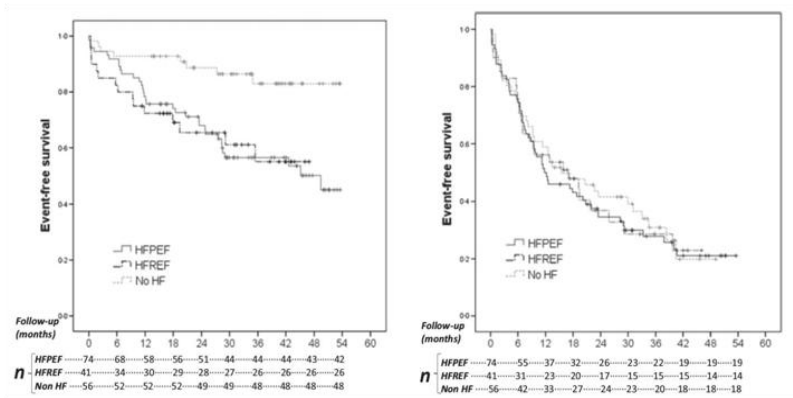 Event-free survival
1.0
0.8
0.6
0.4
0.2
0.0
HFPEF
HFREF
No HF
0 6 12 18 24 30 36 42 48 54 60
Follow-up
(months)
n
HFPEF 74 68 58 56 51 44 44 44 43 42
HFREF 41 34 30 29 28 27 26 26 26 26
Non HF 56 52 52 52 49 49 48 48 48 48
Event-free survival
1.0
0.8
0.6
0.4
0.2
0.0
HFPEF
HFREF
No HF
0 6 12 18 24 30 36 42 48 54 60
Follow-up
(months)
n
HFPEF 74 55 37 32 26 23 22 19 19 19
HFREF 41 31 23 20 17 15 15 15 14 14
Non HF 56 42 33 27 24 23 20 18 18 18